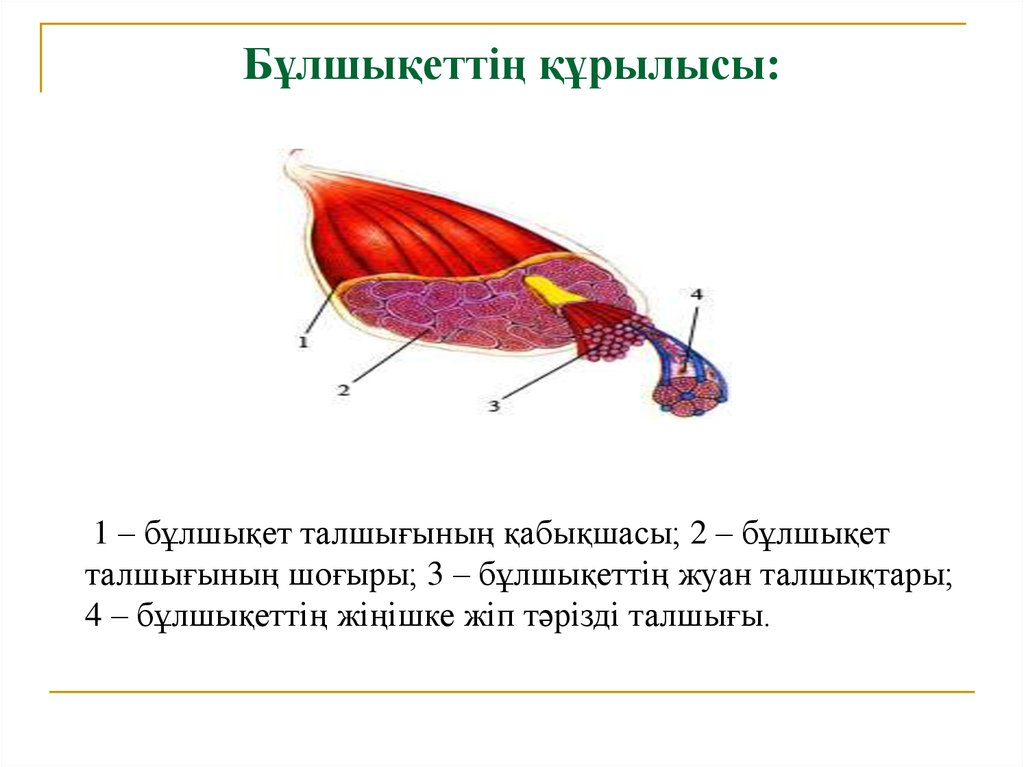 Бұлшықеттің құрылысы:
4
1
2
3
1 – бұлшықет талшығының қабықшасы; 2 – бұлшықет
талшығының шоғыры; 3 – бұлшықеттің жуан талшықтары;
4 – бұлшықеттің жіңішке жіп тәрізді талшығы.